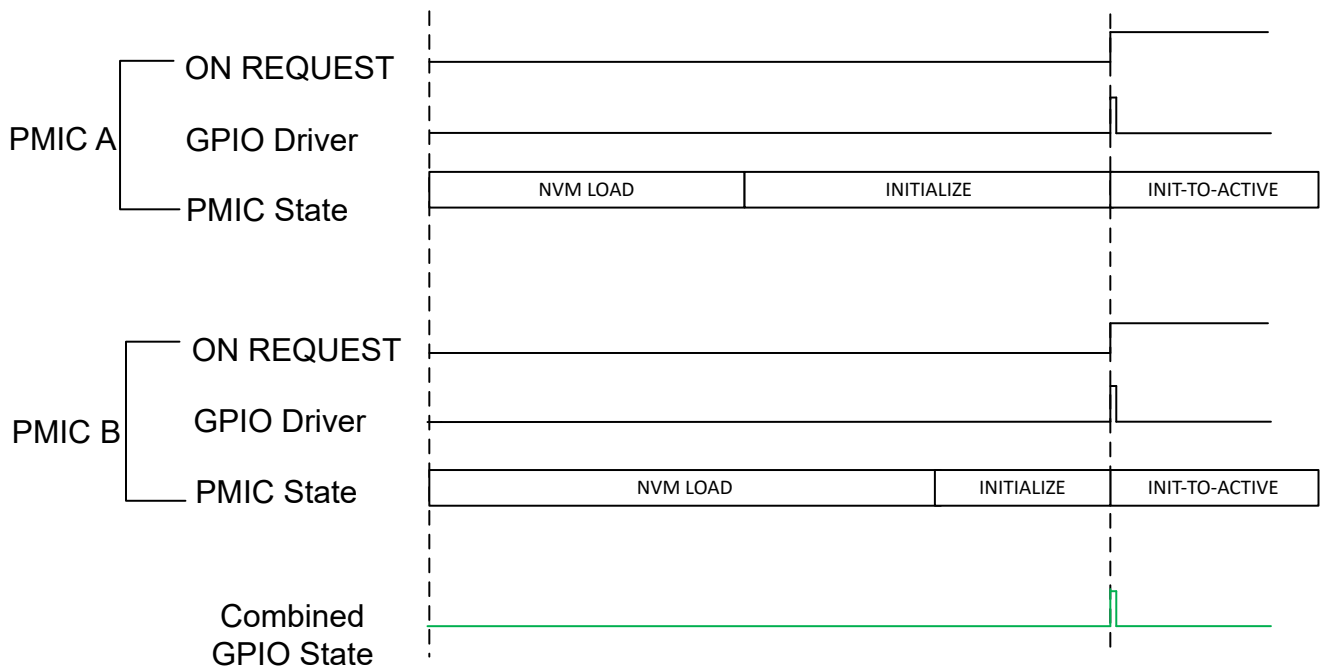 ON REQUEST
PMIC A
GPIO Driver
PMIC State
NVM LOAD
INITIALIZE
INIT-TO-ACTIVE
ON REQUEST
PMIC B
GPIO Driver
PMIC State
NVM LOAD
INITIALIZE
INIT-TO-ACTIVE
Combined
GPIO State